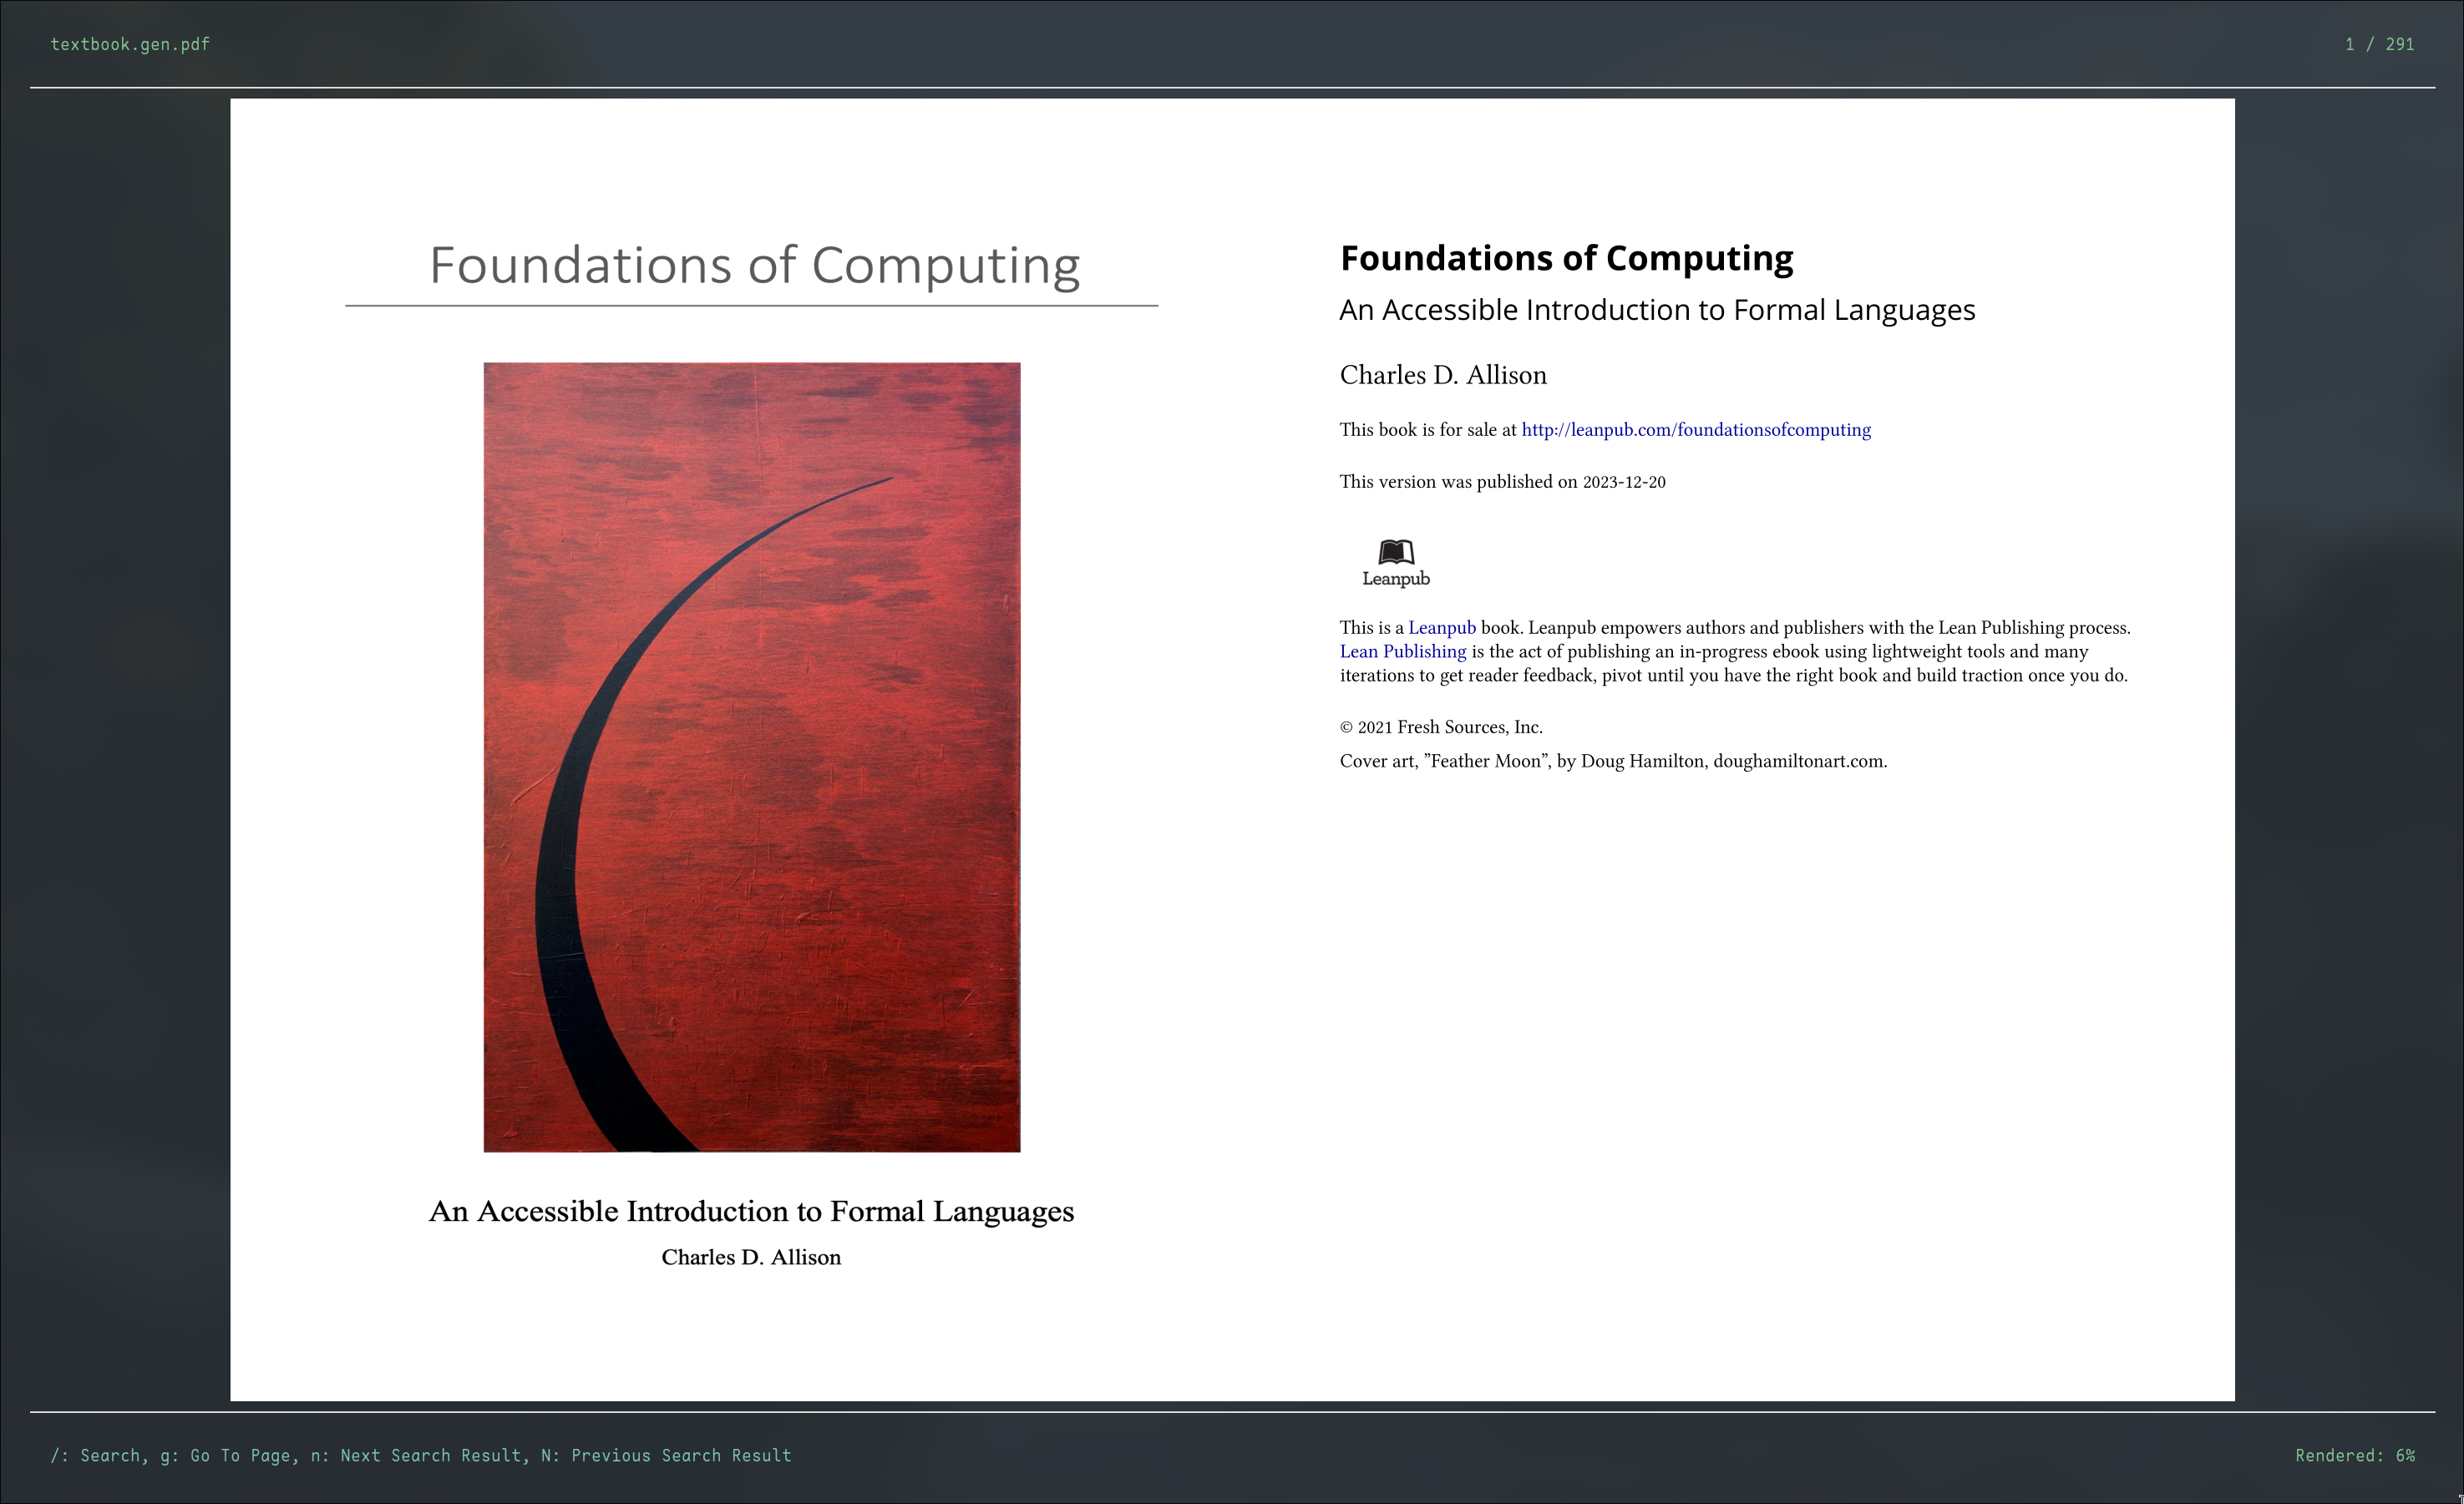 textbook.gen.pdf
1 / 291
Foundations of Computing
An Accessible Introduction to Formal Languages
Charles D. Allison
Foundations of Computing
An Accessible Introduction to Formal Languages
Charles D. Allison
This book is for sale at http://leanpub.com/foundationsofcomputing
This version was published on 2023-12-20
Leanpub
This is a Leanpub book. Leanpub empowers authors and publishers with the Lean Publishing process.
Lean Publishing is the act of publishing an in-progress ebook using lightweight tools and many
iterations to get reader feedback, pivot until you have the right book and build traction once you do.
© 2021 Fresh Sources, Inc.
Cover art, ”Feather Moon”, by Doug Hamilton, doughamiltonart.com.
/: Search, g: Go To Page, n: Next Search Result, N: Previous Search Result
Rendered: 6%